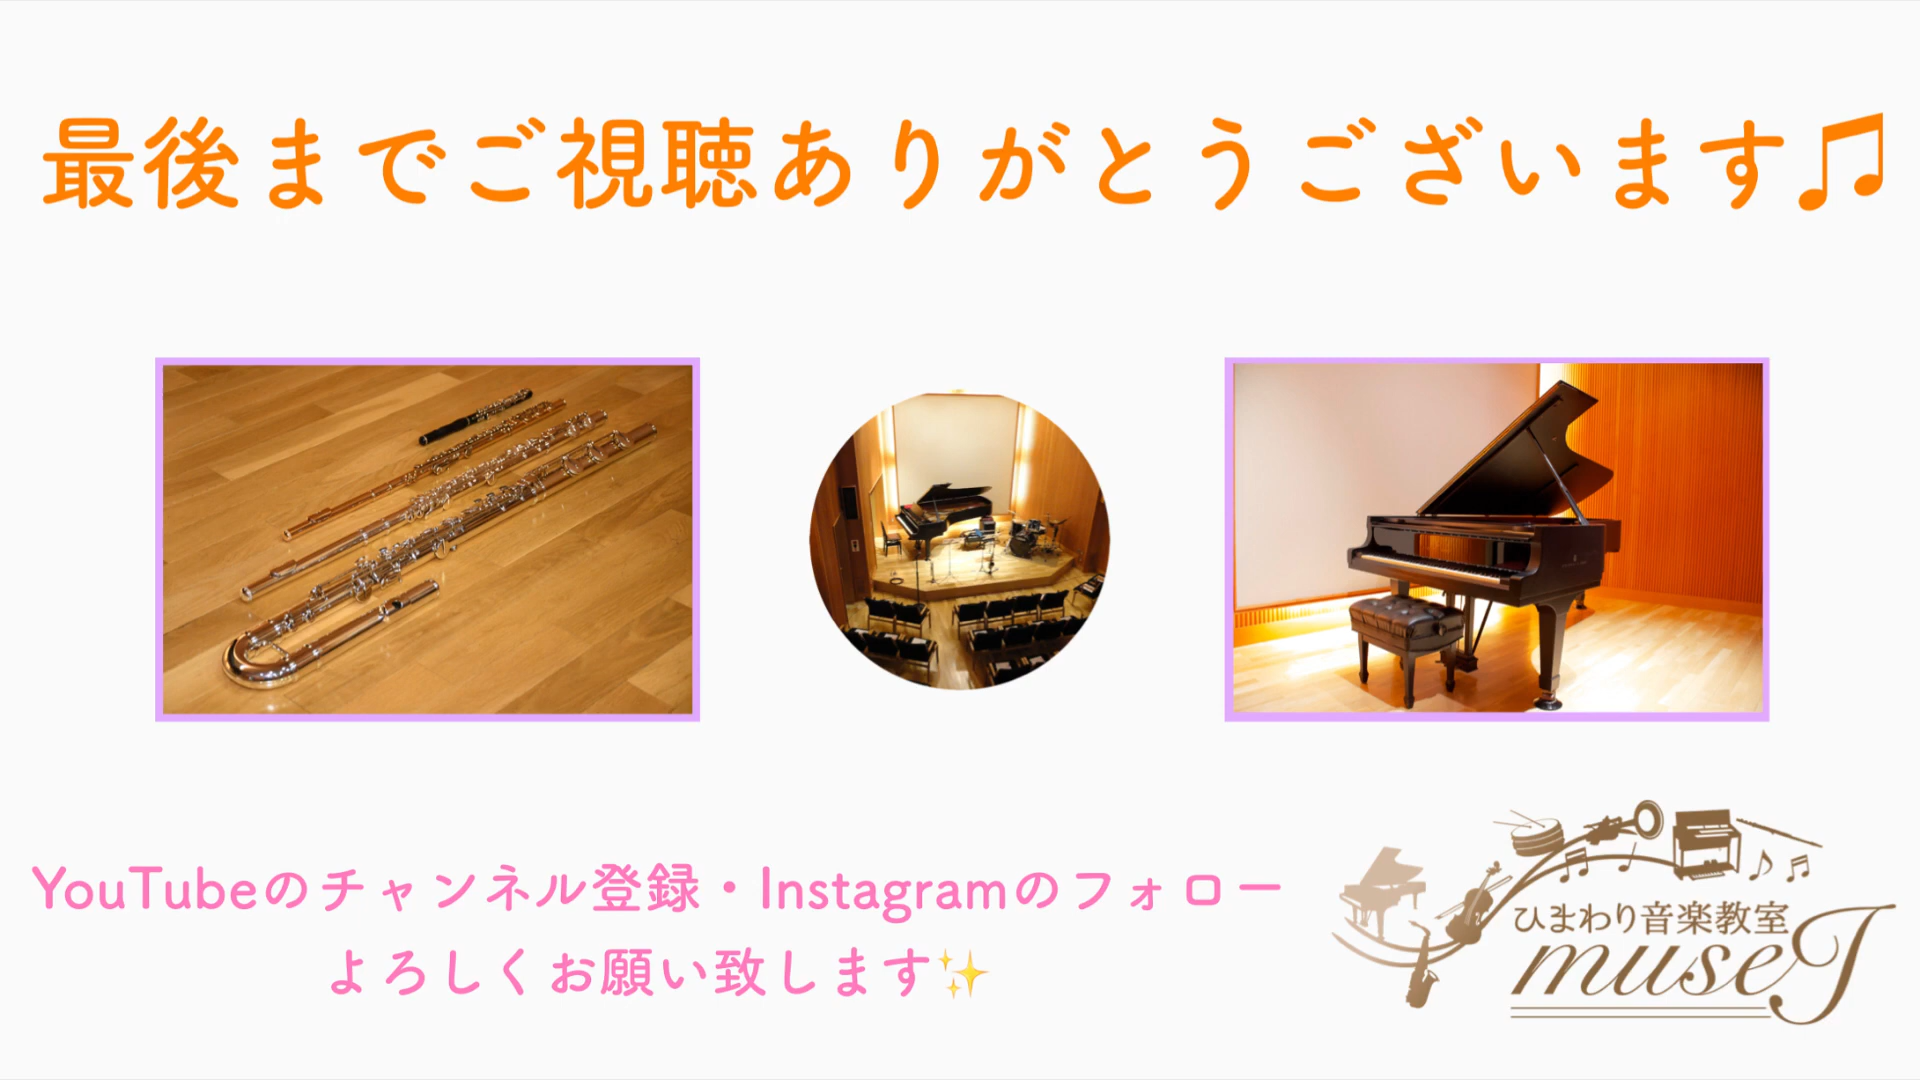 最後までご視聴ありがとうございます♫
YouTubeのチャンネル登録・Instagramのフォロー
よろしくお願い致します✨
ひまわり音楽教室
museJ